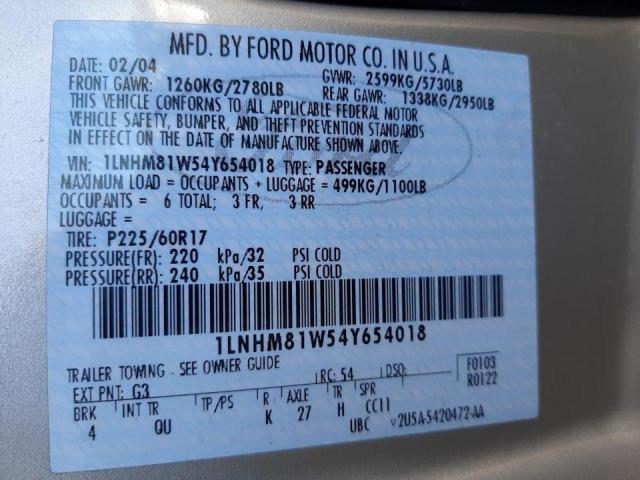 MFD. BY FORD MOTOR CO. IN U.S.A.
DATE: 02/04 GVWR: 2599KG/5730LB
FRONT GAWR: 1260KG/2780LB REAR GAWR: 1338KG/2950LB
THIS VEHICLE CONFORMS TO ALL APPLICABLE FEDERAL MOTOR
VEHICLE SAFETY, BUMPER, AND THEFT PREVENTION STANDARDS
IN EFFECT ON THE DATE OF MANUFACTURE SHOWN ABOVE.
VIN: 1LNHM81W54Y654018 TYPE: PASSENGER
MAXIMUM LOAD = OCCUPANTS + LUGGAGE = 499KG/1100LB
OCCUPANTS = 6 TOTAL; 3 FR, 3 RR
LUGGAGE =
TIRE: P225/60R17
PRESSURE(FR) = 220 kPa/32 PSI COLD
PRESSURE(RR) = 240 kPa/35 PSI COLD
1LNHM81W54Y654018
TRAILER TOWING - SEE OWNER GUIDE
EXT PNT: G3 RC: 54 DSO: F0103
R0122
BRK INT TR TP/PS R AXLE TR SPR
4 QU K 27 H CC11
UBC 2U5A-5420472-AA